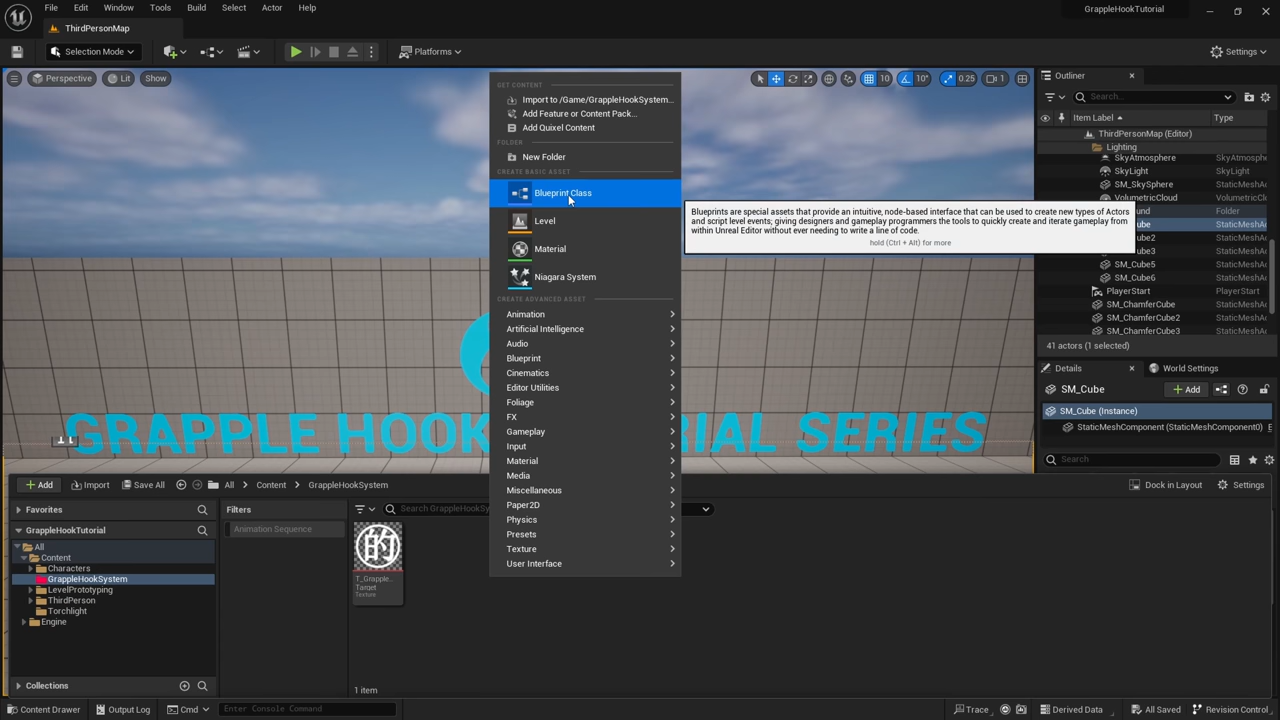 File Edit Window Tools Build Select Actor Help
GrappleHookTutorial
ThirdPersonMap
Selection Mode
Platforms
Settings
Perspective
Lit
Show
10
10°
0.25
1
GRAPPLE HOOK
RIAL SERIES
GET CONTENT
Import to /Game/GrappleHookSystem...
Add Feature or Content Pack...
Add Quixel Content
FOLDER
New Folder
CREATE BASIC ASSET
Blueprint Class
Level
Material
Niagara System
CREATE ADVANCED ASSET
Animation
Artificial Intelligence
Audio
Blueprint
Cinematics
Editor Utilities
Foliage
FX
Gameplay
Input
Material
Media
Miscellaneous
Paper2D
Physics
Presets
Texture
User Interface
Blueprints are special assets that provide an intuitive, node-based interface that can be used to create new types of Actors
and script level events; giving designers and gameplay programmers the tools to quickly create and iterate gameplay from
within Unreal Editor without ever needing to write a line of code.
hold (Ctrl + Alt) for more
Outliner
Search...
Item Label
Type
ThirdPersonMap (Editor)
Lighting
SkyAtmosphere SkyAtmosphere
SkyLight SkyLight
SM_SkySphere StaticMeshAc
VolumetricCloud VolumetricClo
und Folder
ube StaticMeshAc
ube2 StaticMeshAc
ube3 StaticMeshAc
SM_Cube5 StaticMeshAc
SM_Cube6 StaticMeshAc
PlayerStart PlayerStart
SM_ChamferCube StaticMeshAc
SM_ChamferCube2 StaticMeshAc
SM_ChamferCube3 StaticMeshAc
41 actors (1 selected)
Details
World Settings
SM_Cube
Add
SM_Cube (Instance)
StaticMeshComponent (StaticMeshComponent0) E
Search
Add
Import
Save All
All
Content
GrappleHookSystem
Dock in Layout
Settings
Favorites
GrappleHookTutorial
All
Content
Characters
GrappleHookSystem
LevelPrototyping
ThirdPerson
Torchlight
Engine
Collections
Filters
Animation Sequence
Search GrappleHookSy
的
T_Grapple...
Target
Texture
1 item
Content Drawer
Output Log
Cmd
Enter Console Command
Trace
Derived Data
All Saved
Revision Control